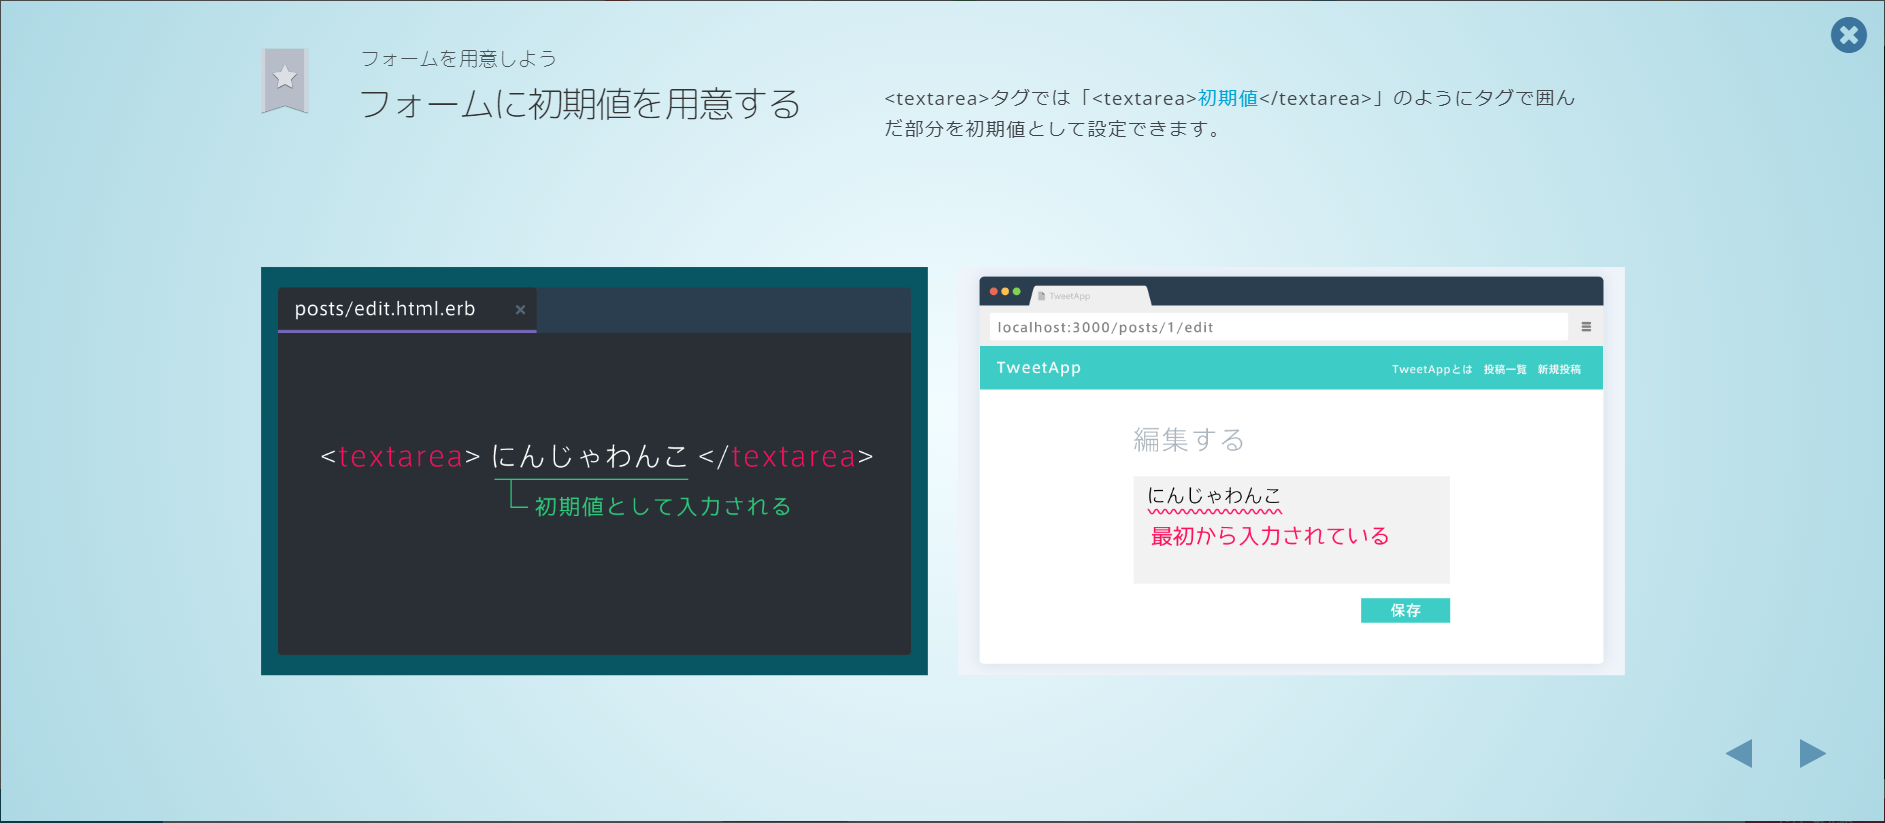 フォームを用意しよう
フォームに初期値を用意する
<textarea>タグでは「<textarea>初期値</textarea>」のようにタグで囲ん
だ部分を初期値として設定できます。
posts/edit.html.erb ×
<textarea> にんじゃわんこ </textarea>
初期値として入力される
TweetApp
localhost:3000/posts/1/edit
TweetApp TweetAppとは 投稿一覧 新規投稿
編集する
にんじゃわんこ
最初から入力されている
保存